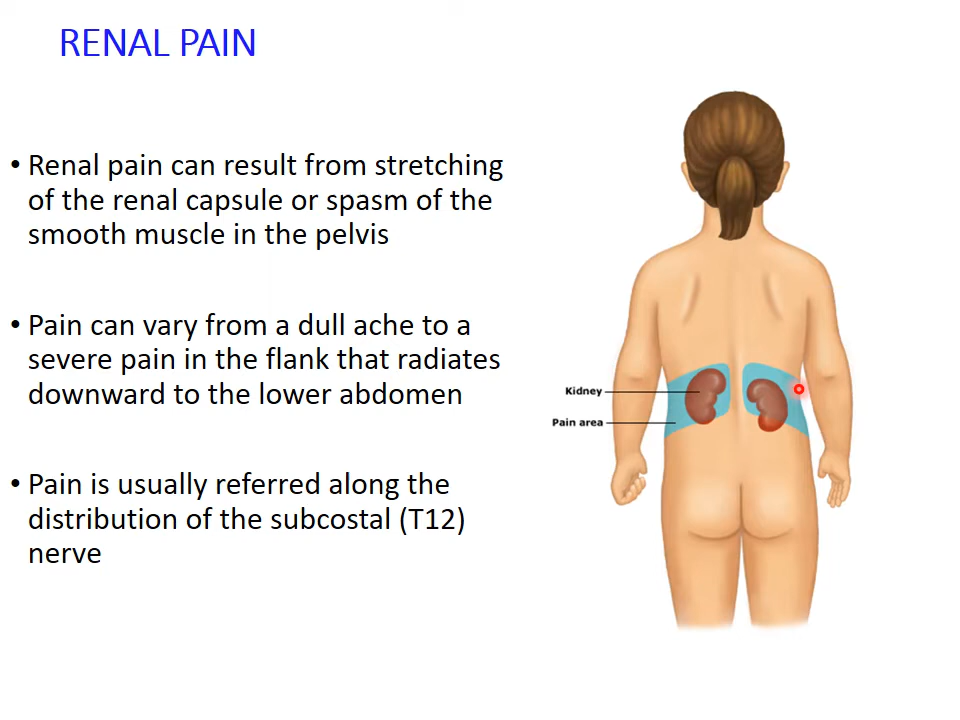 RENAL PAIN
• Renal pain can result from stretching
of the renal capsule or spasm of the
smooth muscle in the pelvis
• Pain can vary from a dull ache to a
severe pain in the flank that radiates
downward to the lower abdomen
• Pain is usually referred along the
distribution of the subcostal (T12)
nerve
Kidney
Pain area